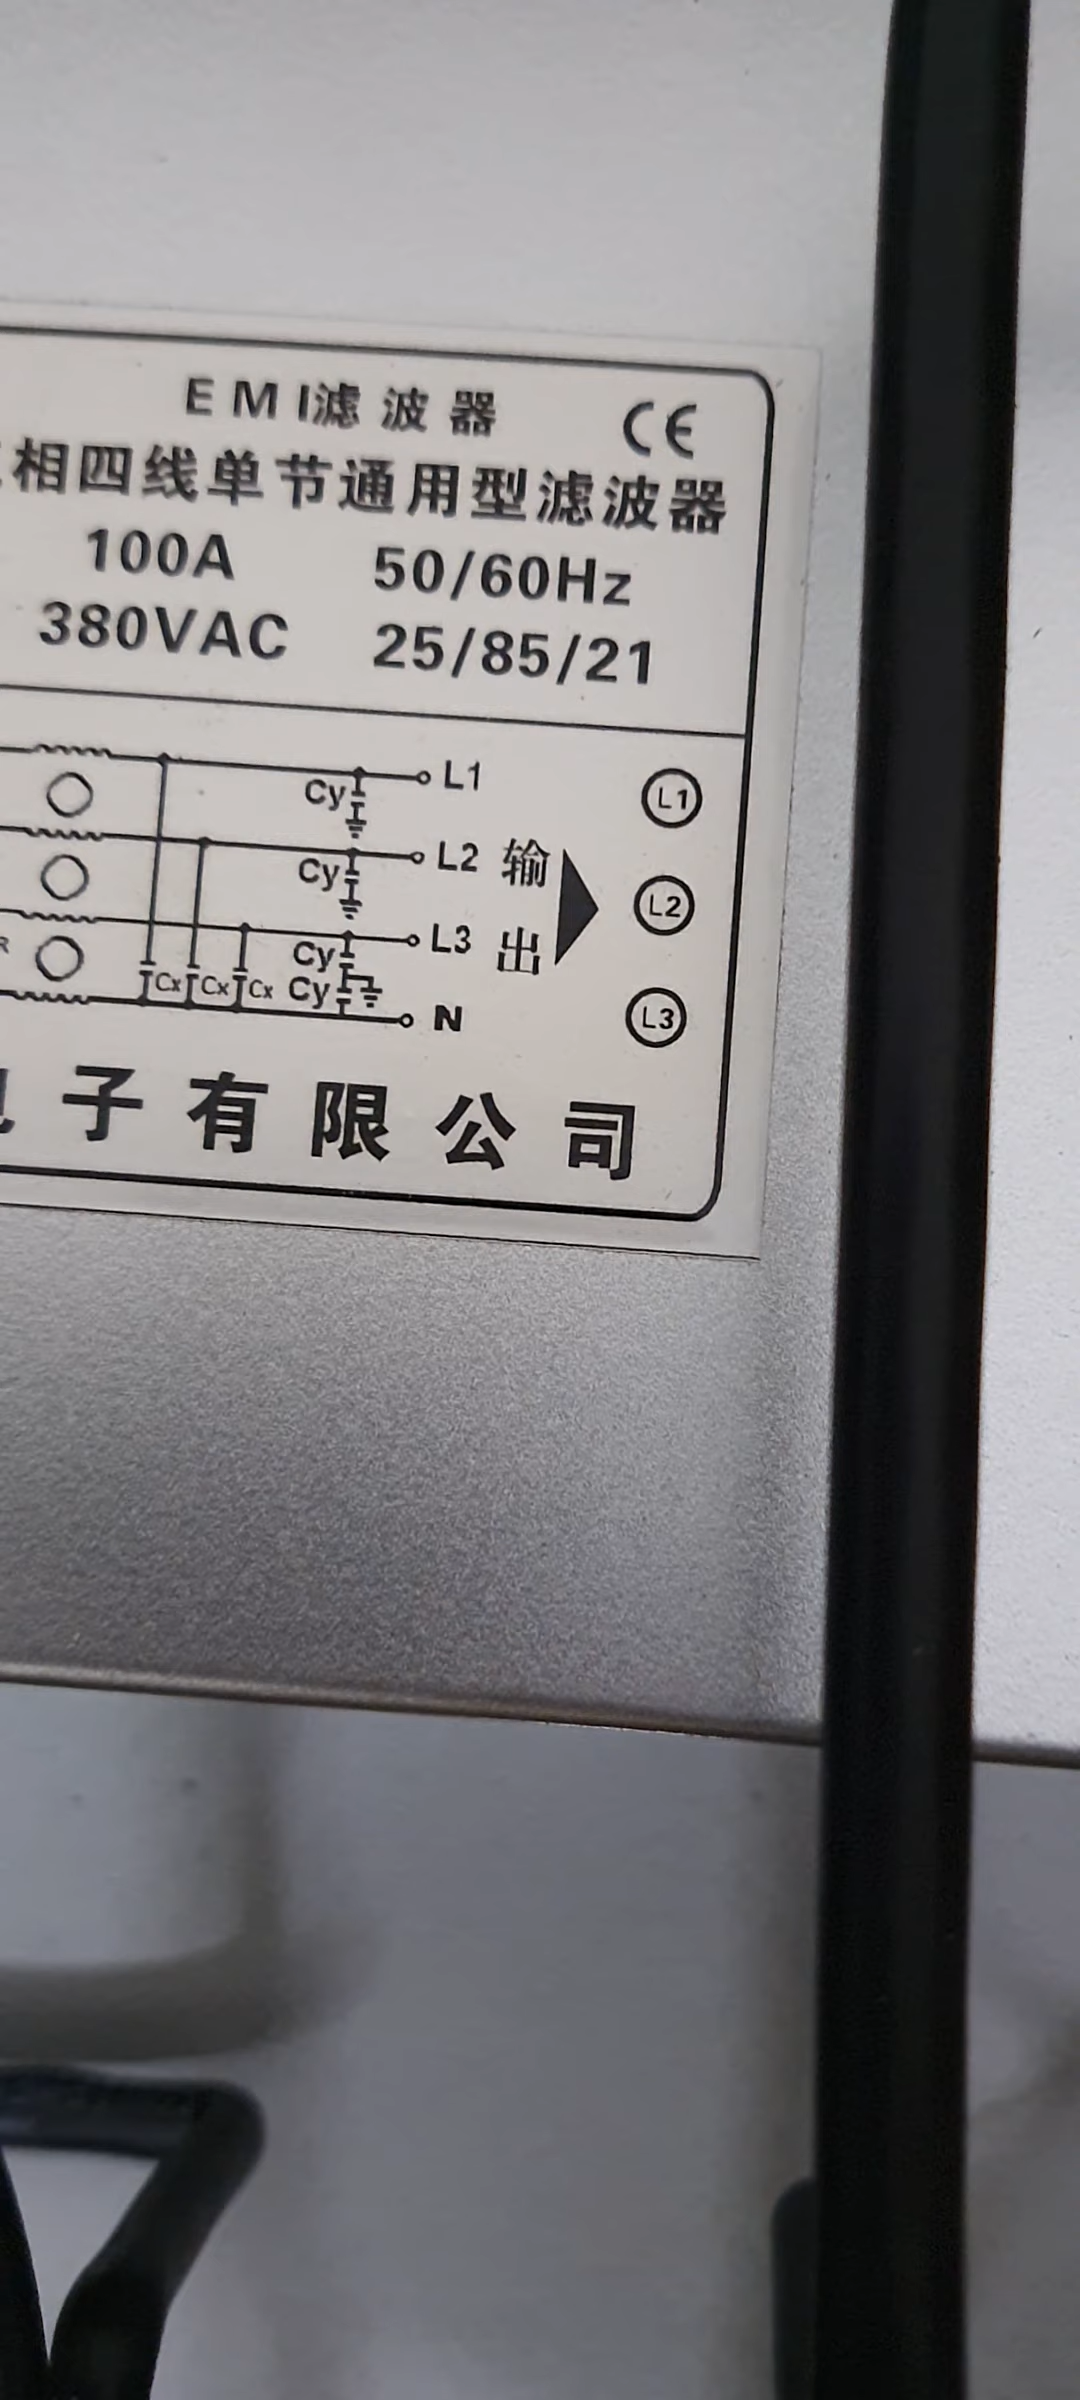 EMI滤波器 CE
相四线单节通用型滤波器
100A 50/60Hz
380VAC 25/85/21
Cy L1 L1
Cy L2 输 L2
Cy L3 出
Cx Cx Cx Cy N L3
子有限公司